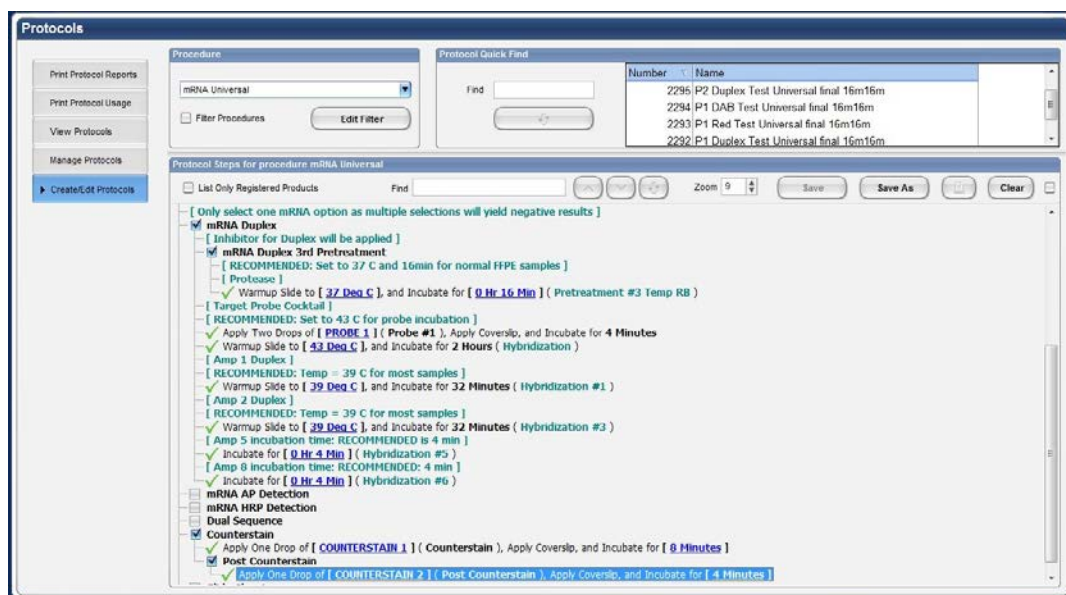 Protocols
Print Protocol Reports
Print Protocol Usage
View Protocols
Manage Protocols
Create/Edit Protocols
Procedure
mRNA Universal
Filter Procedures
Edit Filter
Protocol Quick Find
Find
Number Name
2295 P2 Duplex Test Universal final 16m16m
2294 P1 DAB Test Universal final 16m16m
2293 P1 Red Test Universal final 16m16m
2292 P1 Duplex Test Universal final 16m16m
Protocol Steps for procedure mRNA Universal
List Only Registered Products Find Zoom 9 Save Save As Clear
[ Only select one mRNA option as multiple selections will yield negative results ]
mRNA Duplex
[ Inhibitor for Duplex will be applied ]
mRNA Duplex 3rd Pretreatment
[ RECOMMENDED: Set to 37 C and 16min for normal FFPE samples ]
[ Protease ]
Warmup Slide to [ 37 Deg C ], and Incubate for [ 0 Hr 16 Min ] ( Pretreatment #3 Temp RB )
[ Target Probe Cocktail ]
[ RECOMMENDED: Set to 43 C for probe incubation ]
Apply Two Drops of [ PROBE 1 ] ( Probe #1 ), Apply Coverslip, and Incubate for 4 Minutes
Warmup Slide to [ 43 Deg C ], and Incubate for 2 Hours ( Hybridization )
[ Amp 1 Duplex ]
[ RECOMMENDED: Temp = 39 C for most samples ]
Warmup Slide to [ 39 Deg C ], and Incubate for 32 Minutes ( Hybridization #1 )
[ Amp 2 Duplex ]
[ RECOMMENDED: Temp = 39 C for most samples ]
Warmup Slide to [ 39 Deg C ], and Incubate for 32 Minutes ( Hybridization #3 )
[ Amp 5 incubation time: RECOMMENDED is 4 min ]
Incubate for [ 0 Hr 4 Min ] ( Hybridization #5 )
[ Amp 8 incubation time: RECOMMENDED: 4 min ]
Incubate for [ 0 Hr 4 Min ] ( Hybridization #6 )
mRNA AP Detection
mRNA HRP Detection
Dual Sequence
Counterstain
Apply One Drop of [ COUNTERSTAIN 1 ] ( Counterstain ), Apply Coverslip, and Incubate for [ 8 Minutes ]
Post Counterstain
Apply One Drop of [ COUNTERSTAIN 2 ] ( Post Counterstain ), Apply Coverslip, and Incubate for [ 4 Minutes ]